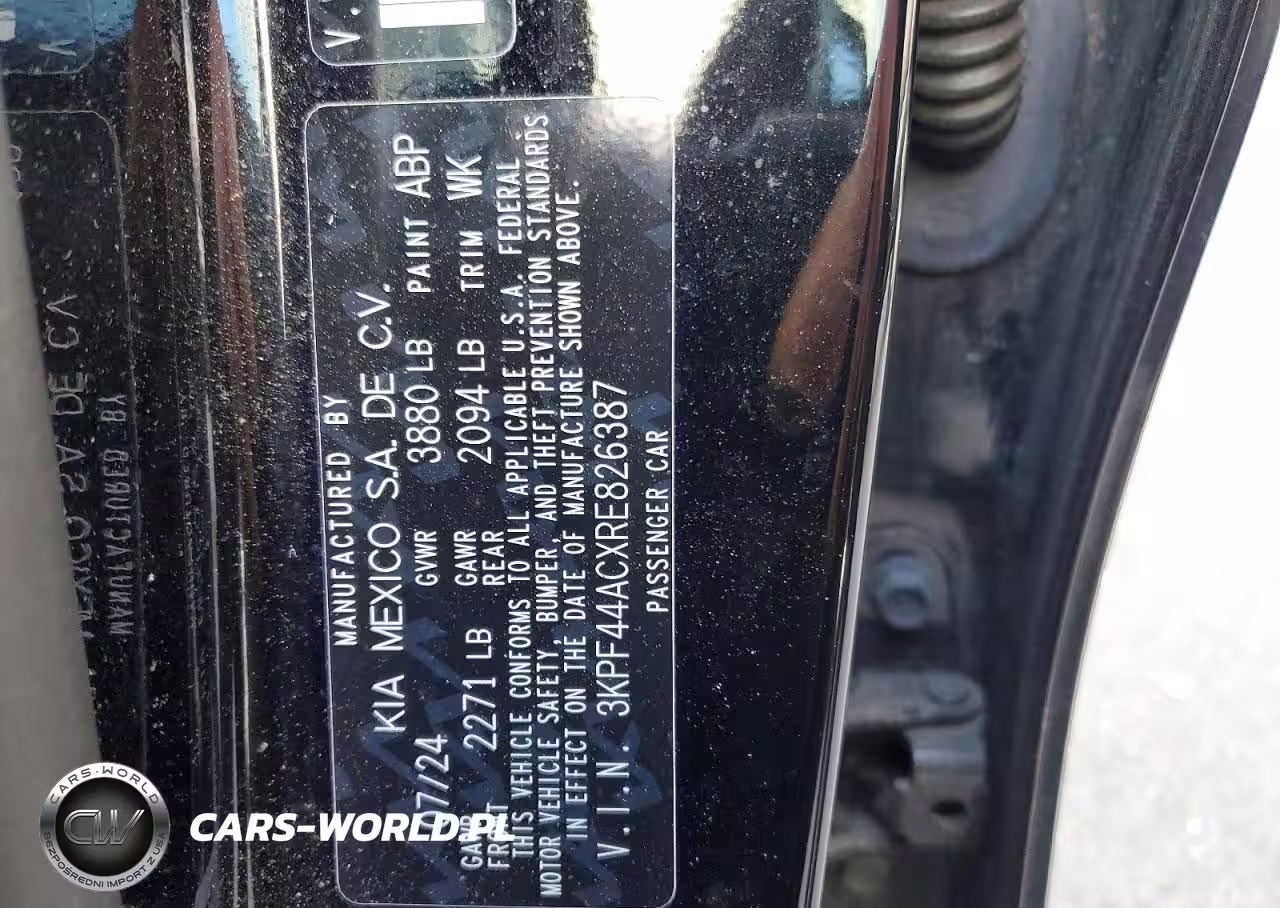 MANUFACTURED BY
KIA MEXICO S.A. DE C.V.
07/24 GVWR 3880 LB PAINT ABP
FRONT 2271 LB GAWR REAR 2094 LB TRIM WK
THIS VEHICLE CONFORMS TO ALL APPLICABLE U.S.A. FEDERAL
MOTOR VEHICLE SAFETY, BUMPER, AND THEFT PREVENTION STANDARDS
IN EFFECT ON THE DATE OF MANUFACTURE SHOWN ABOVE.
V.I.N. 3KPF44ACXRE826387
PASSENGER CAR
CARS-WORLD
CW
BEZPOŚREDNI IMPORT Z USA
CARS-WORLD.PL